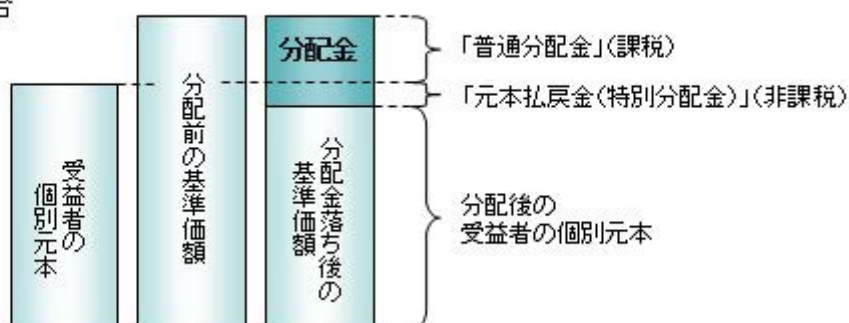 受益者の
個別元本
分配前の基準価額
分配金
分配金落ち後の
基準価額
「普通分配金」(課税)
「元本払戻金(特別分配金)」(非課税)
分配後の
受益者の個別元本